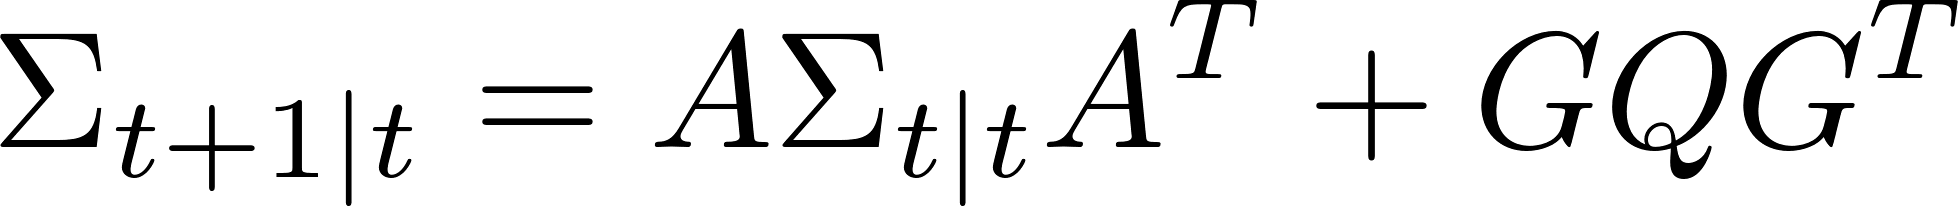 Σ_{t+1|t} = AΣ_{t|t}A^T + GQG^T